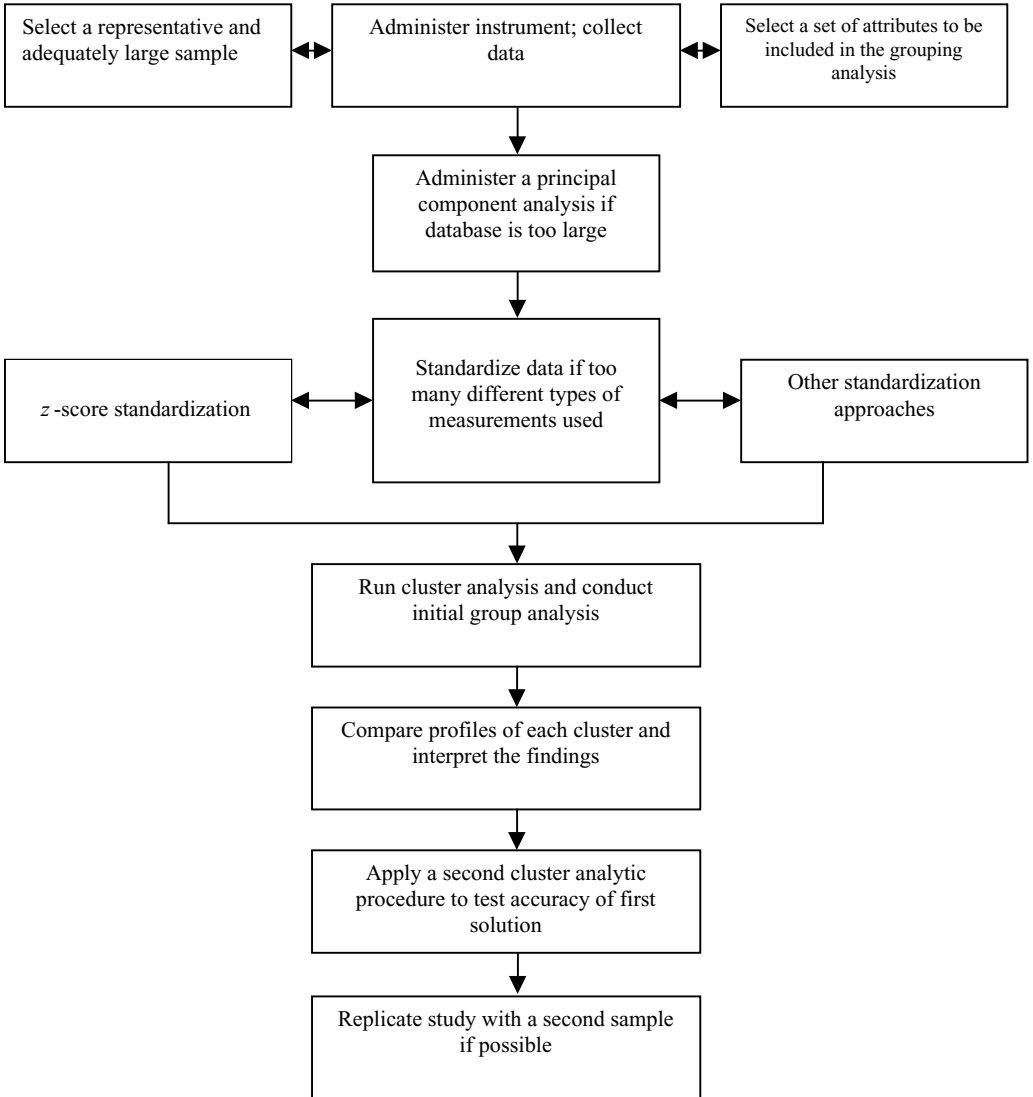 Select a representative and
adequately large sample
Administer instrument; collect
data
Select a set of attributes to be
included in the grouping
analysis
Administer a principal
component analysis if
database is too large
z -score standardization
Standardize data if too
many different types of
measurements used
Other standardization
approaches
Run cluster analysis and conduct
initial group analysis
Compare profiles of each cluster and
interpret the findings
Apply a second cluster analytic
procedure to test accuracy of first
solution
Replicate study with a second sample
if possible